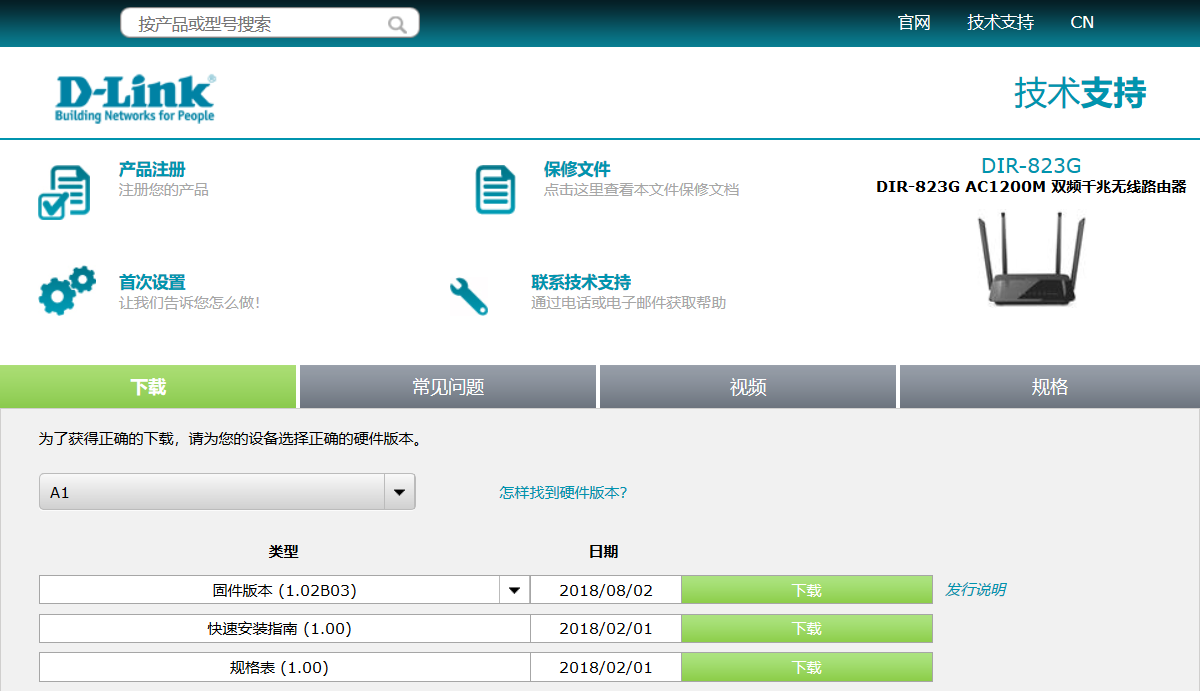 按产品或型号搜索
官网 技术支持 CN
D-Link®
Building Networks for People
技术支持
产品注册
注册您的产品
保修文件
点击这里查看本文件保修文档
DIR-823G
DIR-823G AC1200M 双频千兆无线路由器
首次设置
让我们告诉您怎么做!
联系技术支持
通过电话或电子邮件获取帮助
下载 常见问题 视频 规格
为了获得正确的下载，请为您的设备选择正确的硬件版本。
A1 怎样找到硬件版本?
类型 日期
固件版本 (1.02B03) 2018/08/02 下载 发行说明
快速安装指南 (1.00) 2018/02/01 下载
规格表 (1.00) 2018/02/01 下载